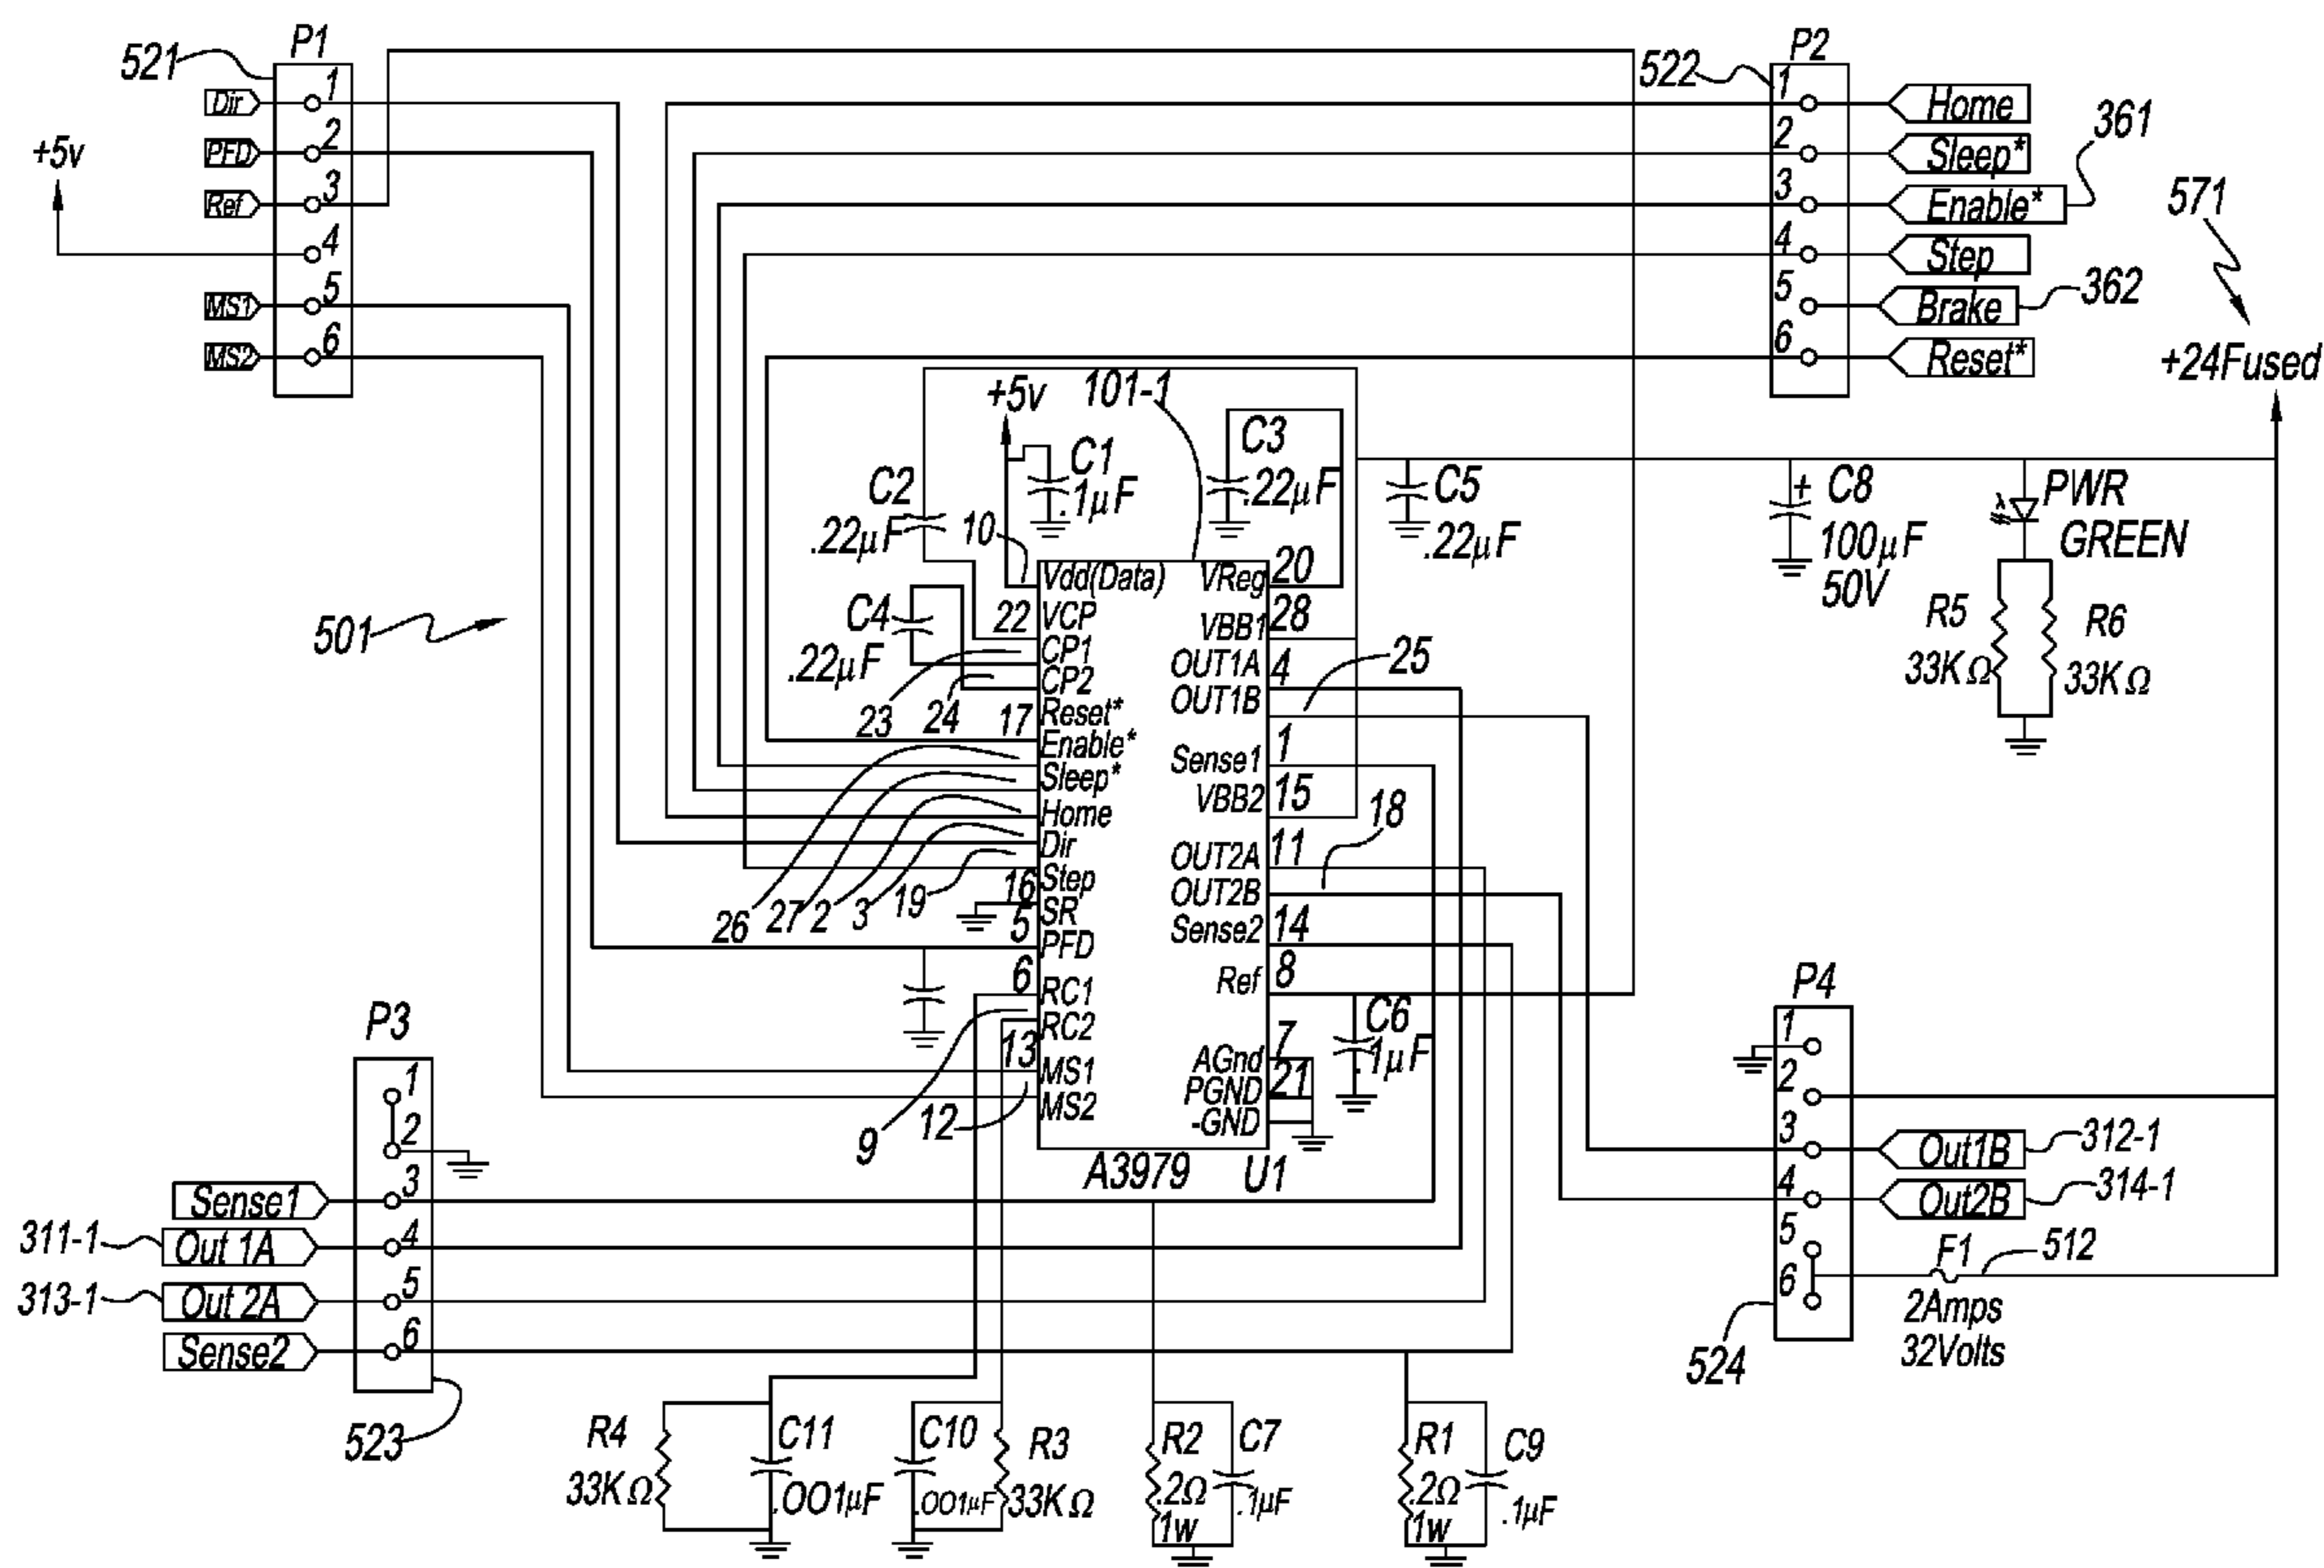 521
P1
1
2
3
4
5
6
Dir
PFD
Ref
+5v
MS1
MS2
522
P2
1
2
3
4
5
6
Home
Sleep*
Enable*
Step
Brake
Reset*
361
362
571
+24Fused
501
+5v
101-1
C1
.1µF
C2
.22µF
C3
.22µF
C4
.22µF
C5
.22µF
C8
+
100µF
50V
PWR
GREEN
R5
33KΩ
R6
33KΩ
10
22
23
24
17
26
27
2
3
19
16
5
6
13
9
12
Vdd(Data)
VCP
CP1
CP2
Reset*
Enable*
Sleep*
Home
Dir
Step
SR
PFD
RC1
RC2
MS1
MS2
VReg
VBB1
OUT1A
OUT1B
Sense1
VBB2
OUT2A
OUT2B
Sense2
Ref
AGnd
PGND
-GND
20
28
4
25
1
15
18
11
14
8
7
21
C6
.1µF
A3979
U1
P3
1
2
3
4
5
6
Sense1
311-1
Out 1A
313-1
Out 2A
Sense2
523
P4
1
2
3
4
5
6
Out1B
312-1
Out2B
314-1
F1
512
2Amps
32Volts
524
R4
33KΩ
C11
.001µF
C10
.001µF
R3
33KΩ
R2
.2Ω
1w
C7
.1µF
R1
.2Ω
1w
C9
.1µF